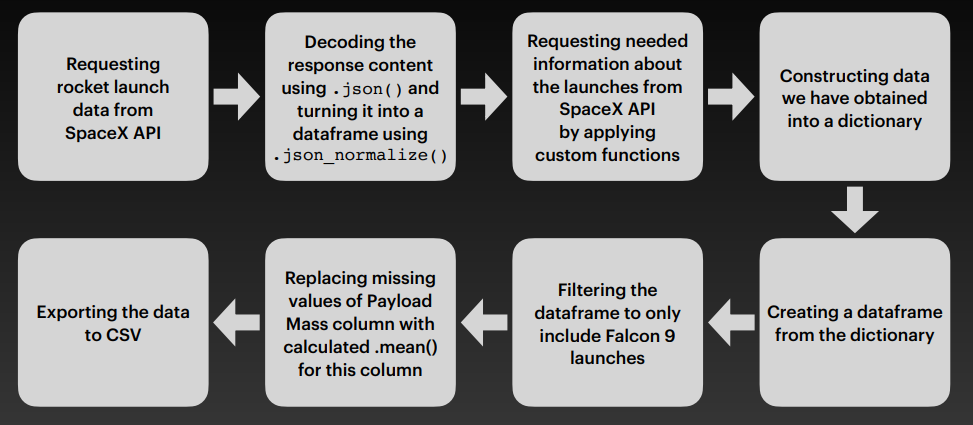 Requesting
rocket launch
data from
SpaceX API
Decoding the
response content
using .json() and
turning it into a
dataframe using
.json_normalize()
Requesting needed
information about
the launches from
SpaceX API
by applying
custom functions
Constructing data
we have obtained
into a dictionary
Creating a dataframe
from the dictionary
Filtering the
dataframe to only
include Falcon 9
launches
Replacing missing
values of Payload
Mass column with
calculated .mean()
for this column
Exporting the data
to CSV